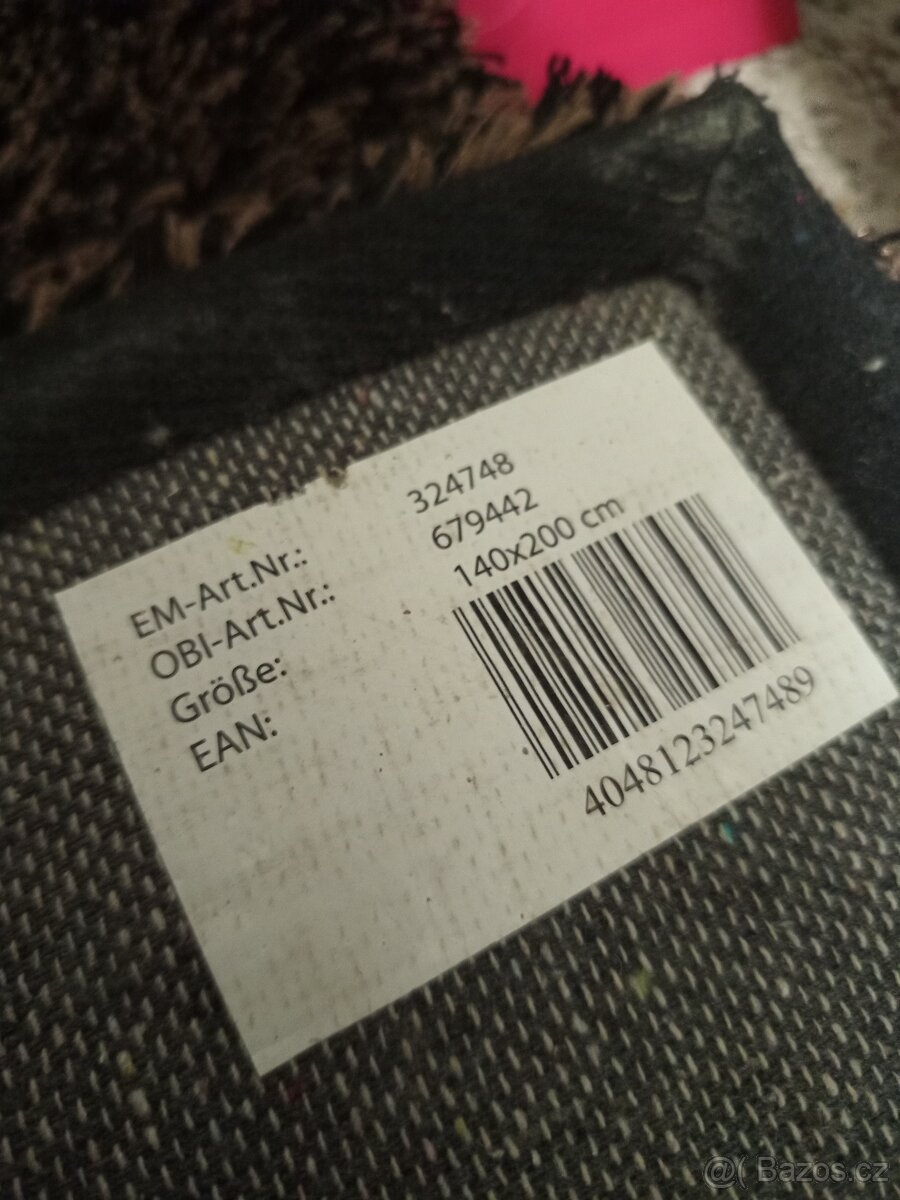 EM-Art.Nr.: 324748
OBI-Art.Nr.: 679442
Größe: 140x200 cm
EAN:
4048123247489
@( Bazos.cz